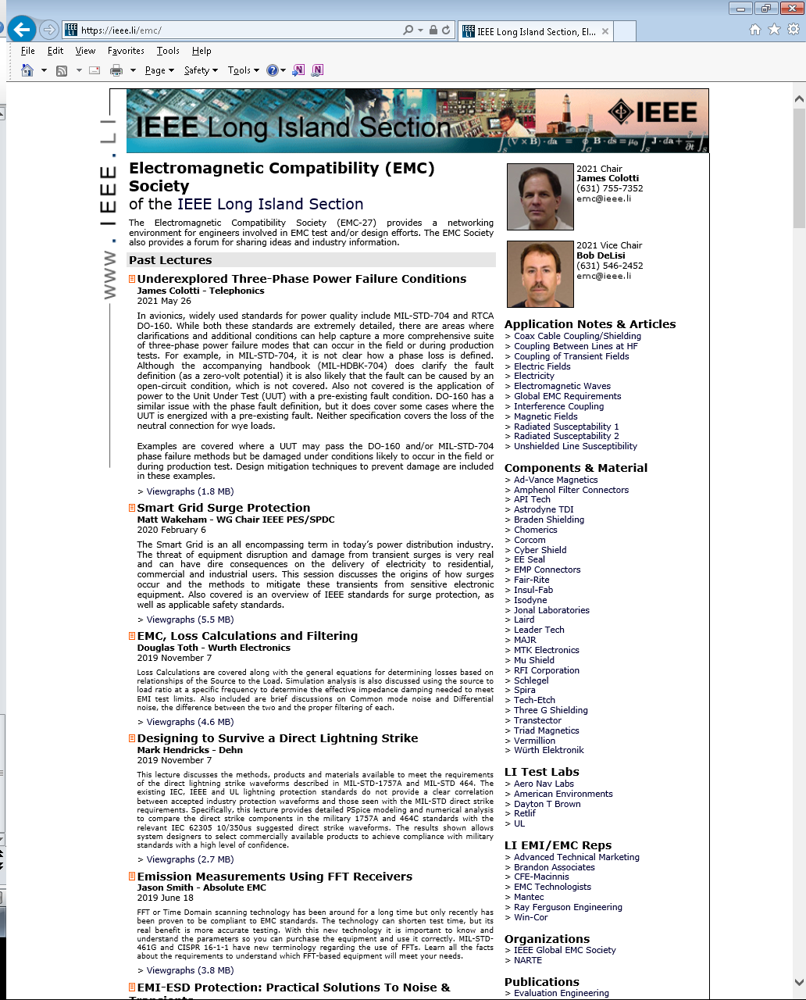 https://ieee.li/emc/
IEEE Long Island Section, El...
File Edit View Favorites Tools Help
Page Safety Tools
WWW.IEEE.LI
IEEE Long Island Section
IEEE
∫S (∇ × B) · da = ∮C B · ds = μ0 ∫S J · da + ∂/∂t ∫S
Electromagnetic Compatibility (EMC)
Society
of the IEEE Long Island Section
The Electromagnetic Compatibility Society (EMC-27) provides a networking
environment for engineers involved in EMC test and/or design efforts. The EMC Society
also provides a forum for sharing ideas and industry information.
Past Lectures
Underexplored Three-Phase Power Failure Conditions
James Colotti - Telephonics
2021 May 26
In avionics, widely used standards for power quality include MIL-STD-704 and RTCA
DO-160. While both these standards are extremely detailed, there are areas where
clarifications and additional conditions can help capture a more comprehensive suite
of three-phase power failure modes that can occur in the field or during production
tests. For example, in MIL-STD-704, it is not clear how a phase loss is defined.
Although the accompanying handbook (MIL-HDBK-704) does clarify the fault
definition (as a zero-volt potential) it is also likely that the fault can be caused by an
open-circuit condition, which is not covered. Also not covered is the application of
power to the Unit Under Test (UUT) with a pre-existing fault condition. DO-160 has a
similar issue with the phase fault definition, but it does cover some cases where the
UUT is energized with a pre-existing fault. Neither specification covers the loss of the
neutral connection for wye loads.
Examples are covered where a UUT may pass the DO-160 and/or MIL-STD-704
phase failure methods but be damaged under conditions likely to occur in the field or
during production test. Design mitigation techniques to prevent damage are included
in these examples.
> Viewgraphs (1.8 MB)
Smart Grid Surge Protection
Matt Wakeham - WG Chair IEEE PES/SPDC
2020 February 6
The Smart Grid is an all encompassing term in today's power distribution industry.
The threat of equipment disruption and damage from transient surges is very real
and can have dire consequences on the delivery of electricity to residential,
commercial and industrial users. This session discusses the origins of how surges
occur and the methods to mitigate these transients from sensitive electronic
equipment. Also covered is an overview of IEEE standards for surge protection, as
well as applicable safety standards.
> Viewgraphs (5.5 MB)
EMC, Loss Calculations and Filtering
Douglas Toth - Wurth Electronics
2019 November 7
Loss Calculations are covered along with the general equations for determining losses based on
relationships of the Source to the Load. Simulation analysis is also discussed using the source to
load ratio at a specific frequency to determine the effective impedance damping needed to meet
EMI test limits. Also included are brief discussions on Common mode noise and Differential
noise, the difference between the two and the proper filtering of each.
> Viewgraphs (4.6 MB)
Designing to Survive a Direct Lightning Strike
Mark Hendricks - Dehn
2019 November 7
This lecture discusses the methods, products and materials available to meet the requirements
of the direct lightning strike waveforms described in MIL-STD-1757A and MIL-STD 464. The
existing IEC, IEEE and UL lightning protection standards do not provide a clear correlation
between accepted industry protection waveforms and those seen with the MIL-STD direct strike
requirements. Specifically, this lecture provides detailed PSpice modeling and numerical analysis
to compare the direct strike components in the military 1757A and 464C standards with the
relevant IEC 62305 10/350us suggested direct strike waveforms. The results shown allows
system designers to select commercially available products to achieve compliance with military
standards with a high level of confidence.
> Viewgraphs (2.7 MB)
Emission Measurements Using FFT Receivers
Jason Smith - Absolute EMC
2019 June 18
FFT or Time Domain scanning technology has been around for a long time but only recently has
been proven to be compliant to EMC standards. The technology can shorten test time, but its
real benefit is more accurate testing. With this new technology it is important to know and
understand the parameters so you can purchase the equipment and use it correctly. MIL-STD-
461G and CISPR 16-1-1 have new terminology regarding the use of FFTs. Learn all the facts
about the requirements to understand which FFT-based equipment will meet your needs.
> Viewgraphs (3.8 MB)
EMI-ESD Protection: Practical Solutions To Noise &
Transients
2021 Chair
James Colotti
(631) 755-7352
emc@ieee.li
2021 Vice Chair
Bob DeLisi
(631) 546-2452
emc@ieee.li
Application Notes & Articles
> Coax Cable Coupling/Shielding
> Coupling Between Lines at HF
> Coupling of Transient Fields
> Electric Fields
> Electricity
> Electromagnetic Waves
> Global EMC Requirements
> Interference Coupling
> Magnetic Fields
> Radiated Susceptability 1
> Radiated Susceptability 2
> Unshielded Line Susceptibility
Components & Material
> Ad-Vance Magnetics
> Amphenol Filter Connectors
> API Tech
> Astrodyne TDI
> Braden Shielding
> Chomerics
> Corcom
> Cyber Shield
> EE Seal
> EMP Connectors
> Fair-Rite
> Insul-Fab
> Isodyne
> Jonal Laboratories
> Laird
> Leader Tech
> MAJR
> MTK Electronics
> Mu Shield
> RFI Corporation
> Schlegel
> Spira
> Tech-Etch
> Three G Shielding
> Transtector
> Triad Magnetics
> Vermillion
> Würth Elektronik
LI Test Labs
> Aero Nav Labs
> American Environments
> Dayton T Brown
> Retlif
> UL
LI EMI/EMC Reps
> Advanced Technical Marketing
> Brandon Associates
> CFE-Macinnis
> EMC Technologists
> Mantec
> Ray Ferguson Engineering
> Win-Cor
Organizations
> IEEE Global EMC Society
> NARTE
Publications
> Evaluation Engineering